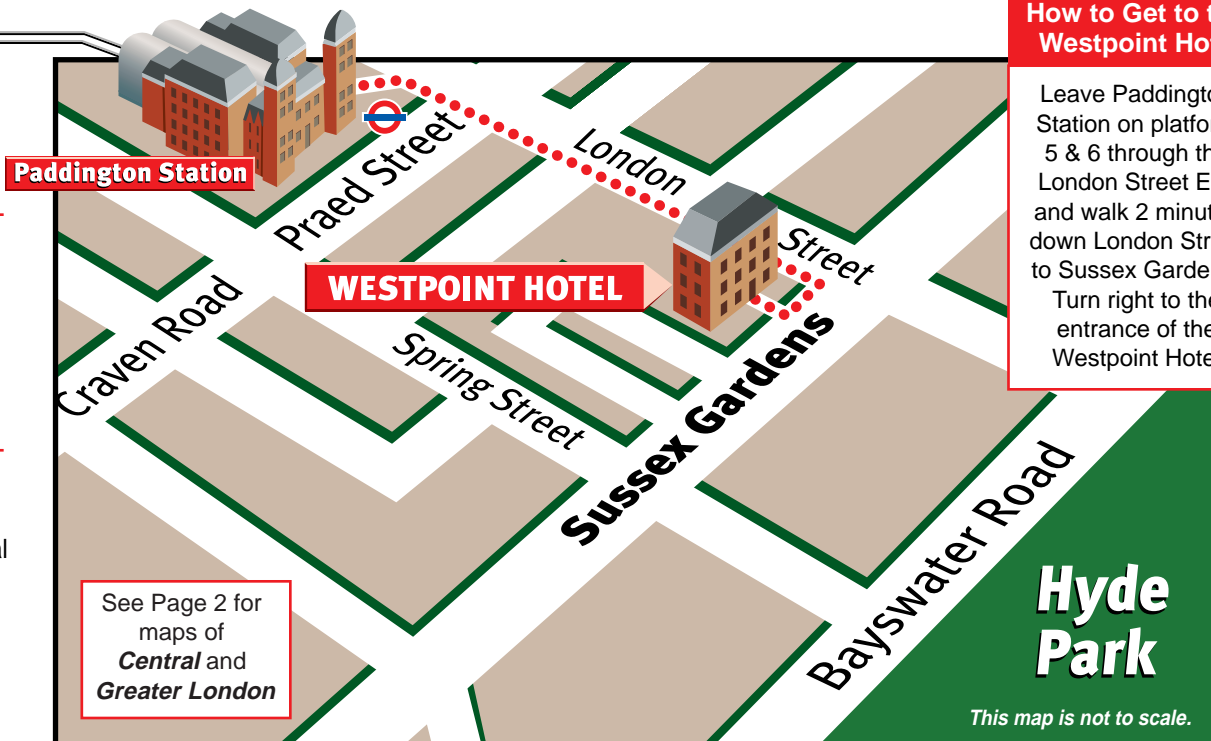 How to Get to t
Westpoint Ho
Leave Paddingto
Station on platfor
5 & 6 through th
London Street E
and walk 2 minut
down London Str
to Sussex Garde
Turn right to the
entrance of the
Westpoint Hote
Paddington Station
Praed Street
London
Street
WESTPOINT HOTEL
Craven Road
Spring Street
Sussex Gardens
Bayswater Road
Hyde
Park
al
See Page 2 for
maps of
Central and
Greater London
This map is not to scale.